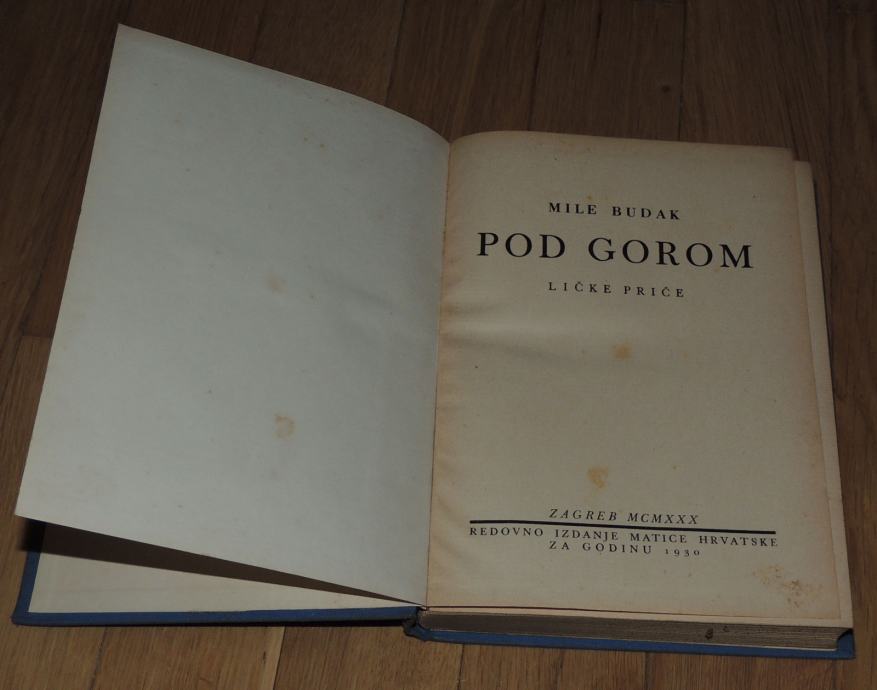 MILE BUDAK
POD GOROM
LIČKE PRIČE
ZAGREB MCMXXX
REDOVNO IZDANJE MATICE HRVATSKE
ZA GODINU 1930